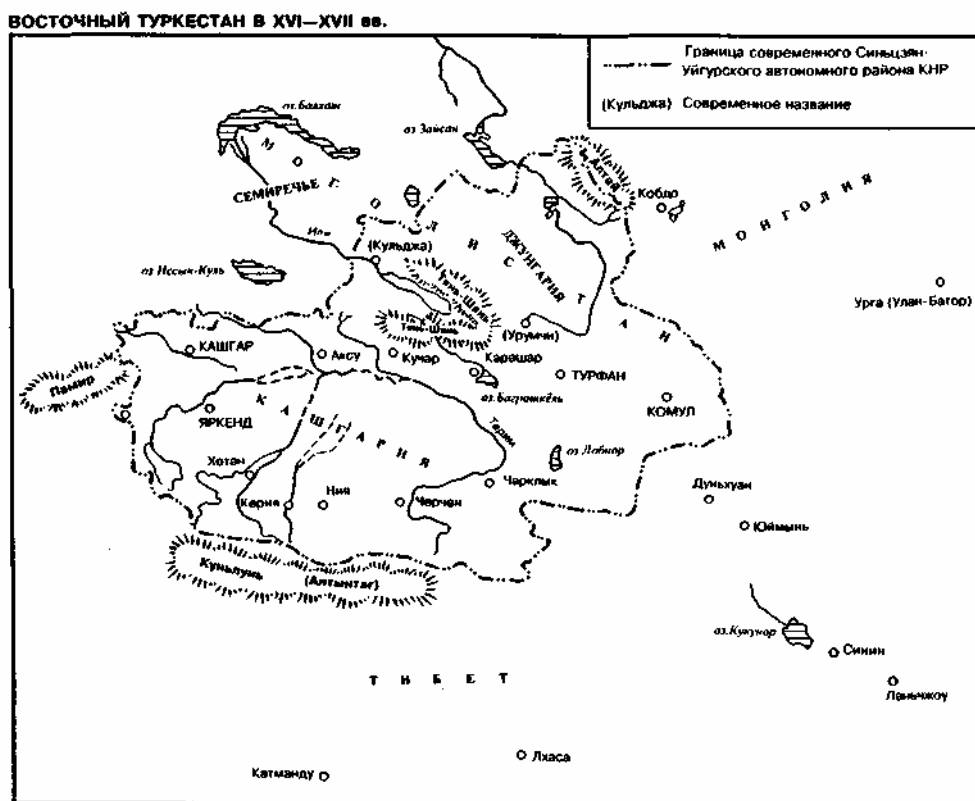 ВОСТОЧНЫЙ ТУРКЕСТАН В XVI—XVII вв.
Граница современного Синьцзян-
Уйгурского автономного района КНР
(Кульджа) Современное название
оз. Балхаш
оз Зайсан
Алтай
Кобдо
МОНГОЛИЯ
МОГОЛИСТАН
СЕМИРЕЧЬЕ
Или
(Кульджа)
ДЖУНГАРИЯ
оз Иссык-Куль
Тянь-Шань
Тянь-Шань
(Урумчи)
Урга (Улан-Батор)
КАШГАР
Аксу
Кучар
Карашар
ТУРФАН
Памир
оз.Баграшкёль
КОМУЛ
ЯРКЕНД
КАШГАРИЯ
Тарим
оз Лобнор
Хотан
Чарклык
Дуньхуан
Керия
Ния
Черчен
Юймынь
Куньлунь
(Алтынтаг)
оз.Кукунор
Синин
ТИБЕТ
Ланьчжоу
Лхаса
Катманду